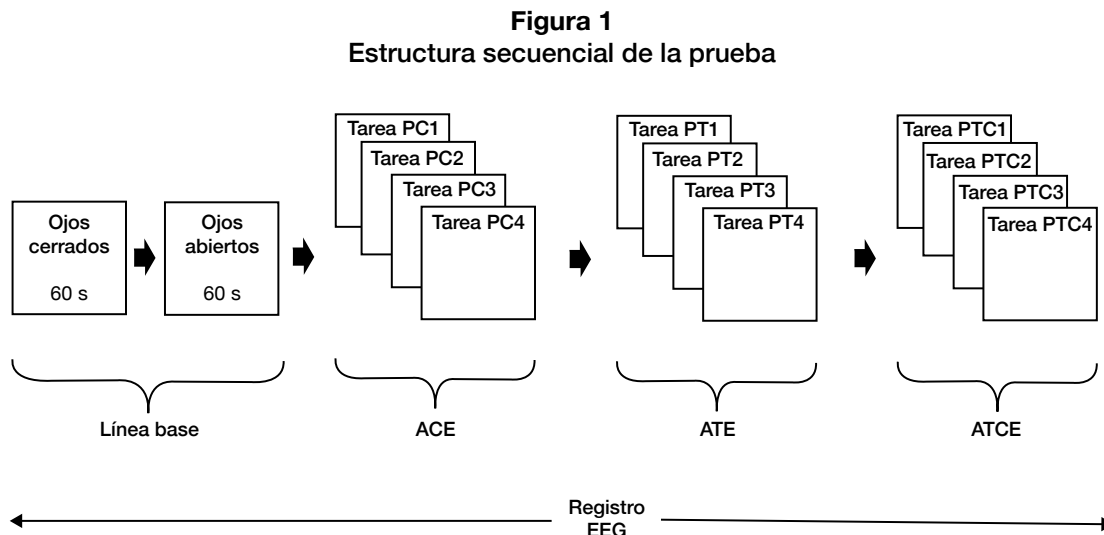 Figura 1
Estructura secuencial de la prueba
Ojos
cerrados
60 s
Ojos
abiertos
60 s
Tarea PC1
Tarea PC2
Tarea PC3
Tarea PC4
Tarea PT1
Tarea PT2
Tarea PT3
Tarea PT4
Tarea PTC1
Tarea PTC2
Tarea PTC3
Tarea PTC4
Línea base
ACE
ATE
ATCE
Registro
EEG